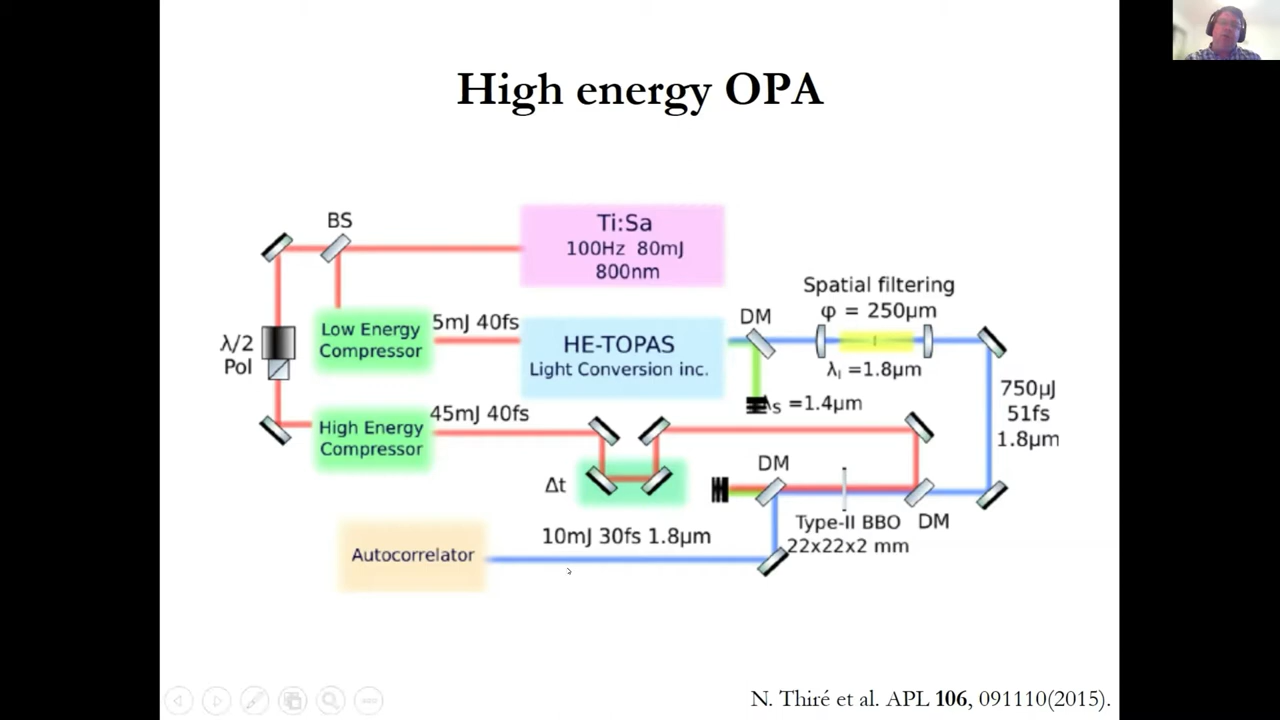 High energy OPA
BS
Ti:Sa
100Hz 80mJ
800nm
Spatial filtering
φ = 250µm
DM
λ/2
Pol
Low Energy
Compressor
5mJ 40fs
HE-TOPAS
Light Conversion inc.
λI =1.8µm
λS =1.4µm
750µJ
51fs
1.8µm
High Energy
Compressor
45mJ 40fs
Δt
DM
Type-II BBO
22x22x2 mm
DM
10mJ 30fs 1.8µm
Autocorrelator
N. Thiré et al. APL 106, 091110(2015).